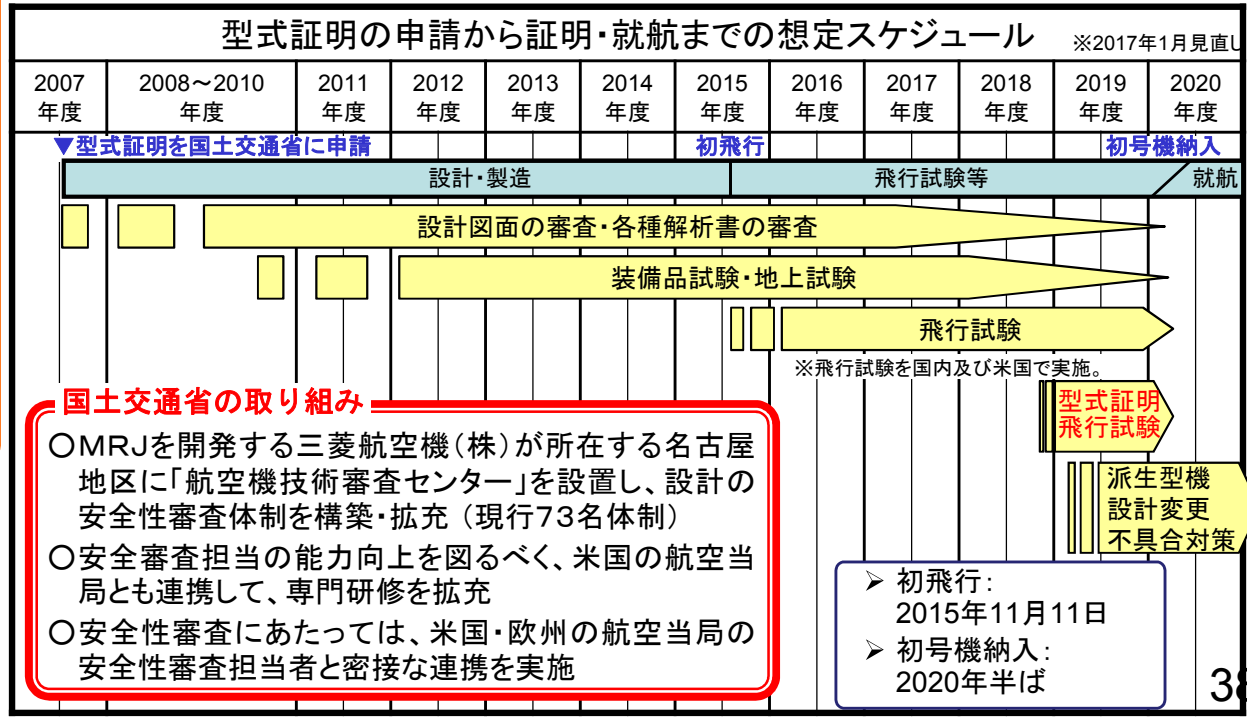 型式証明の申請から証明・就航までの想定スケジュール
※2017年1月見直し
2007
年度
2008～2010
年度
2011
年度
2012
年度
2013
年度
2014
年度
2015
年度
2016
年度
2017
年度
2018
年度
2019
年度
2020
年度
▼型式証明を国土交通省に申請
初飛行
初号機納入
設計・製造
飛行試験等
就航
設計図面の審査・各種解析書の審査
装備品試験・地上試験
飛行試験
※飛行試験を国内及び米国で実施。
型式証明
飛行試験
派生型機
設計変更
不具合対策
国土交通省の取り組み
○MRJを開発する三菱航空機(株)が所在する名古屋
地区に「航空機技術審査センター」を設置し、設計の
安全性審査体制を構築・拡充（現行73名体制）
○安全審査担当の能力向上を図るべく、米国の航空当
局とも連携して、専門研修を拡充
○安全性審査にあたっては、米国・欧州の航空当局の
安全性審査担当者と密接な連携を実施
➢ 初飛行：
2015年11月11日
➢ 初号機納入：
2020年半ば
38